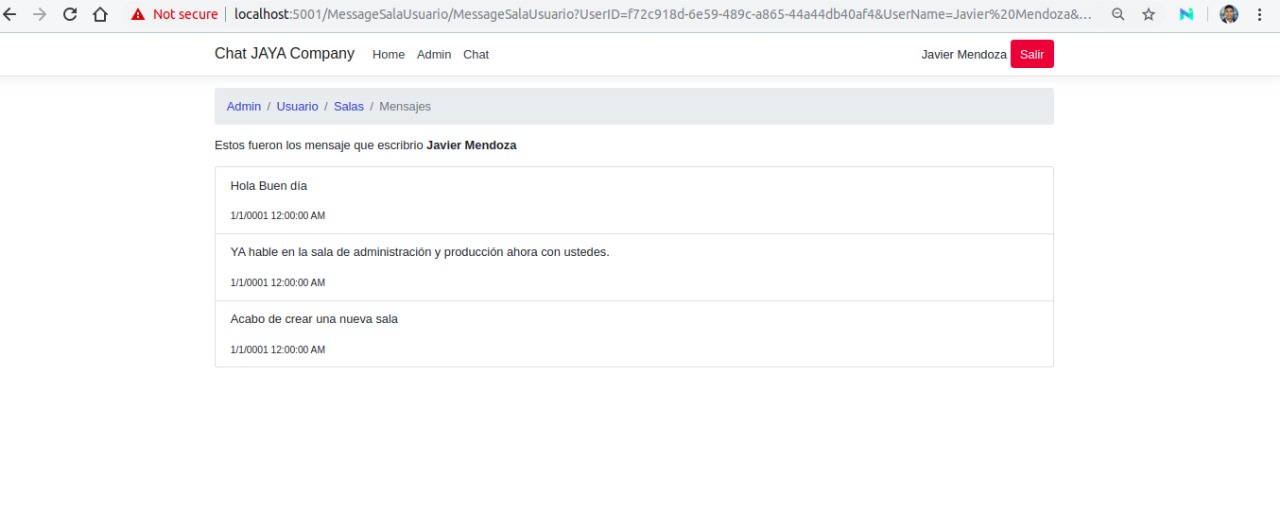 Not secure localhost:5001/MessageSalaUsuario/MessageSalaUsuario?UserID=f72c918d-6e59-489c-a865-44a44db40af4&UserName=Javier%20Mendoza&...
Chat JAYA Company Home Admin Chat Javier Mendoza Salir
Admin / Usuario / Salas / Mensajes
Estos fueron los mensaje que escribrio Javier Mendoza
Hola Buen día
1/1/0001 12:00:00 AM
YA hable en la sala de administración y producción ahora con ustedes.
1/1/0001 12:00:00 AM
Acabo de crear una nueva sala
1/1/0001 12:00:00 AM